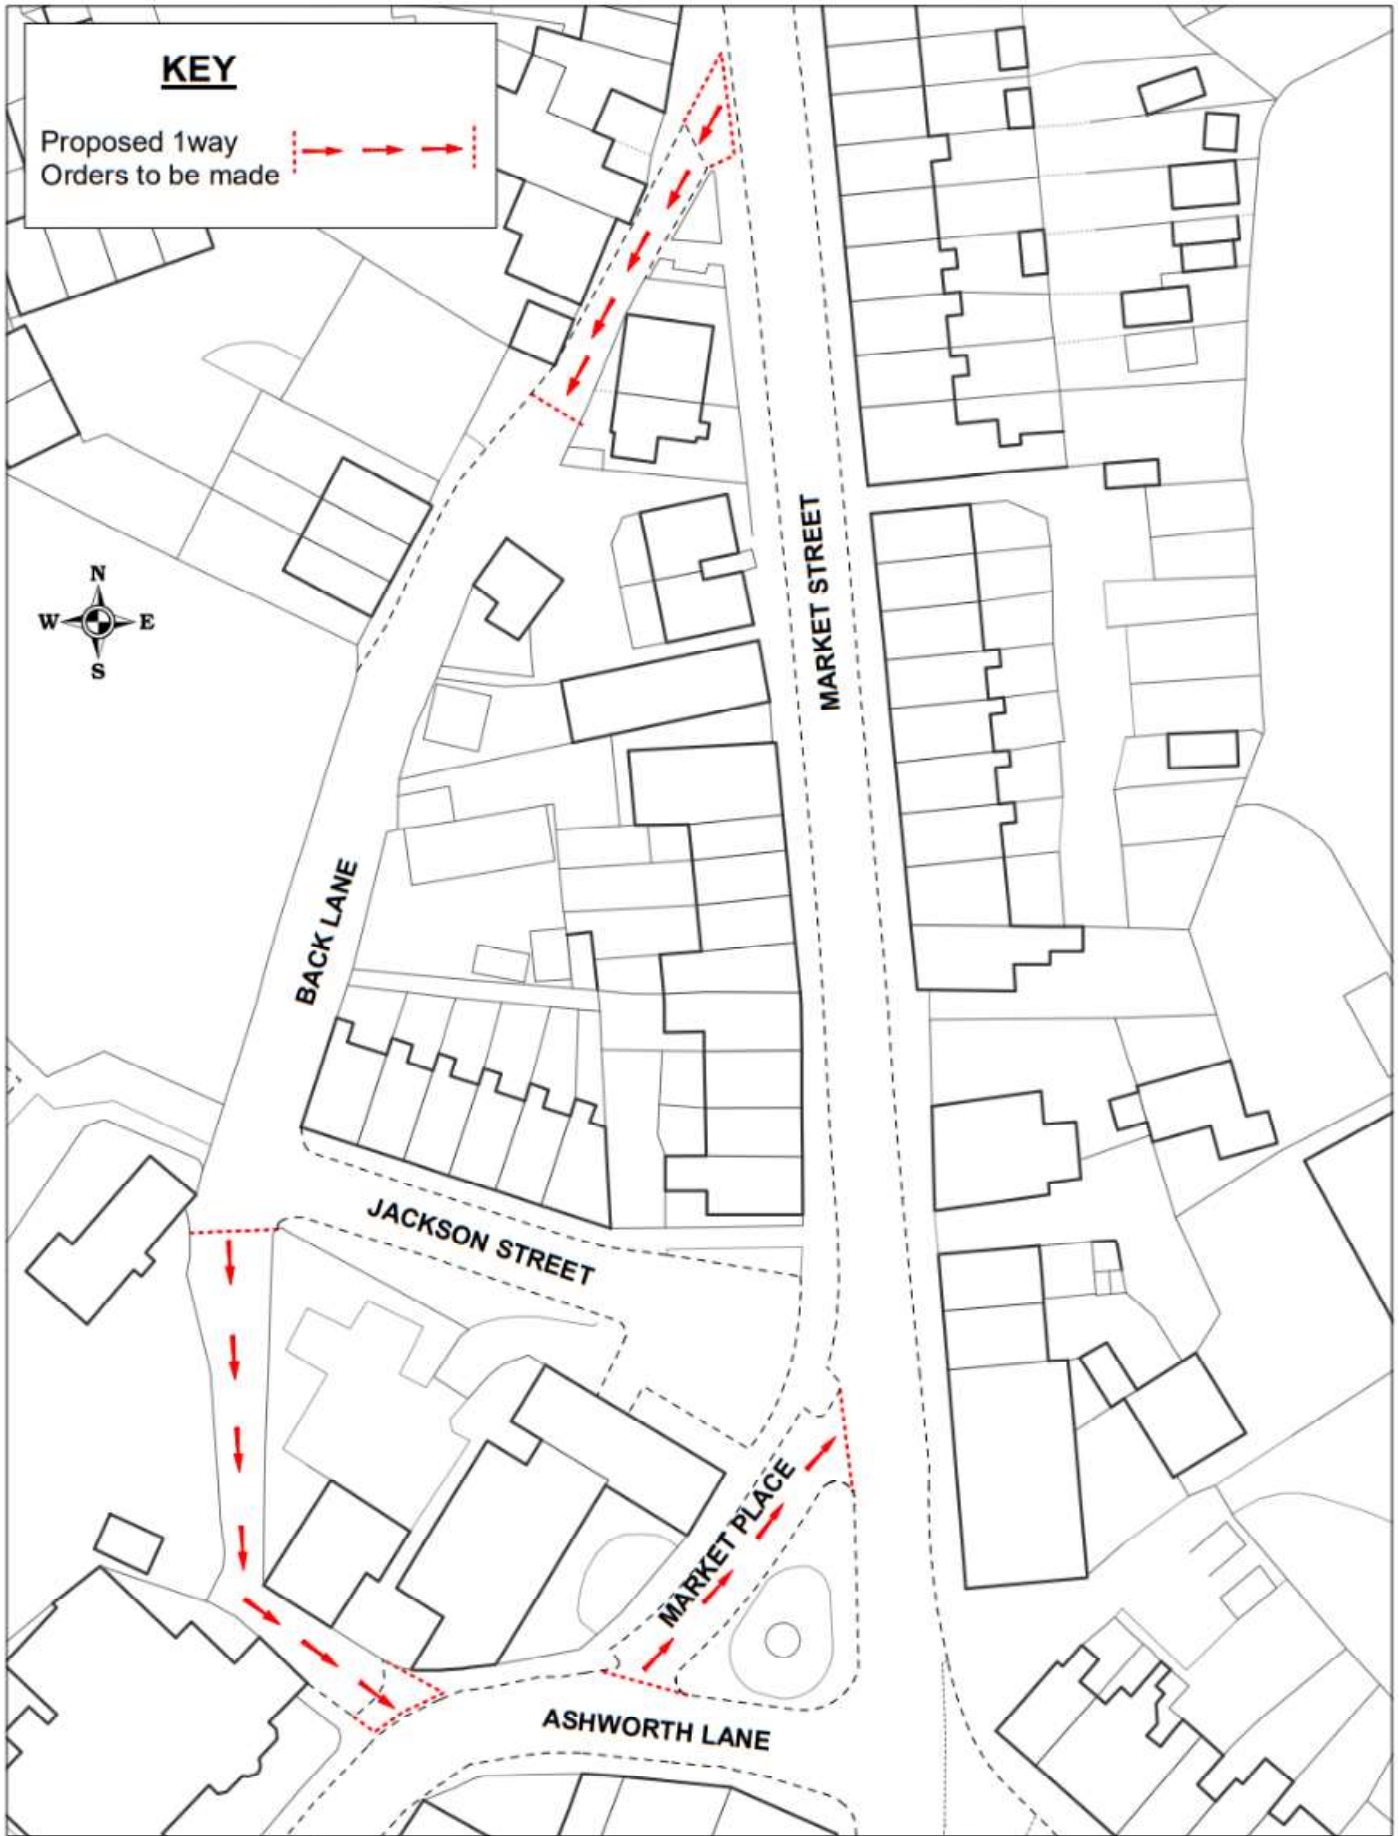 KEY
Proposed 1way
Orders to be made
N
W E
S
MARKET STREET
BACK LANE
JACKSON STREET
MARKET PLACE
ASHWORTH LANE